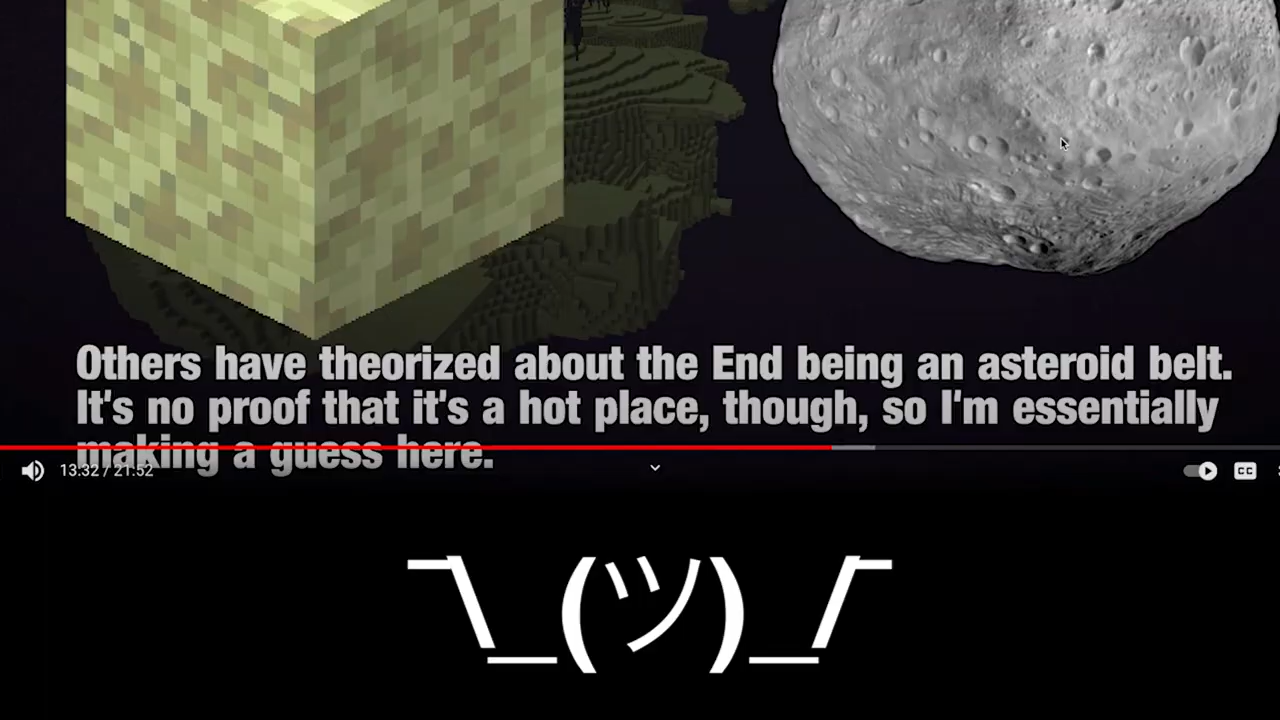 Others have theorized about the End being an asteroid belt.
It's no proof that it's a hot place, though, so I'm essentially
making a guess here.
13:32 / 21:52
CC
¯\_(ツ)_/¯